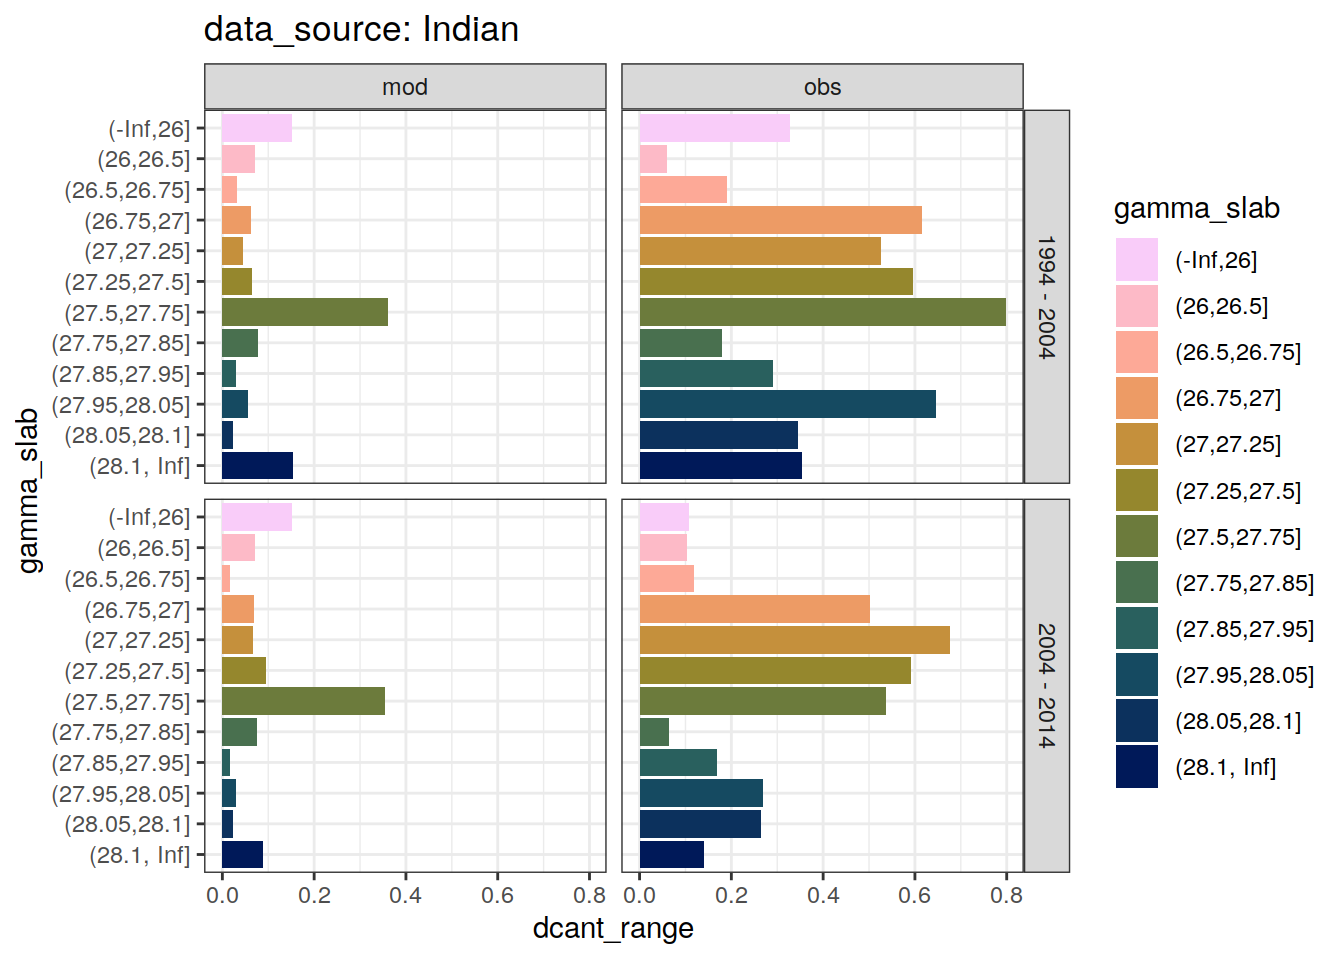 data_source: Indian
mod
obs
(-Inf,26]
(26,26.5]
(26.5,26.75]
(26.75,27]
(27,27.25]
(27.25,27.5]
(27.5,27.75]
(27.75,27.85]
(27.85,27.95]
(27.95,28.05]
(28.05,28.1]
(28.1, Inf]
1994 - 2004
(-Inf,26]
(26,26.5]
(26.5,26.75]
(26.75,27]
(27,27.25]
(27.25,27.5]
(27.5,27.75]
(27.75,27.85]
(27.85,27.95]
(27.95,28.05]
(28.05,28.1]
(28.1, Inf]
2004 - 2014
gamma_slab
0.0 0.2 0.4 0.6 0.8
0.0 0.2 0.4 0.6 0.8
dcant_range
gamma_slab
(-Inf,26]
(26,26.5]
(26.5,26.75]
(26.75,27]
(27,27.25]
(27.25,27.5]
(27.5,27.75]
(27.75,27.85]
(27.85,27.95]
(27.95,28.05]
(28.05,28.1]
(28.1, Inf]